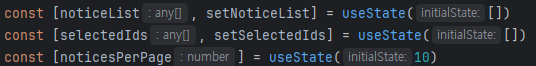 const [noticeList : any[] , setNoticeList] = useState( initialState: [])
const [selectedIds : any[] , setSelectedIds] = useState( initialState: [])
const [noticesPerPage : number ] = useState( initialState: 10)